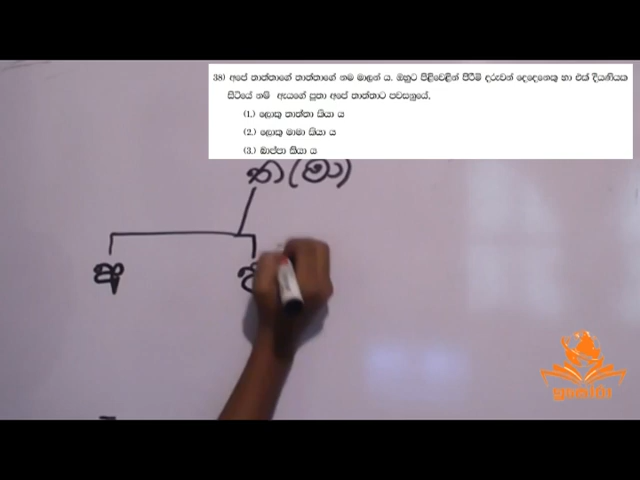 38) අපේ තාත්තාගේ තාත්තාගේ නම මාලන් ය. ඔහුට පිළිවෙළින් පිරිමි දරුවන් දෙදෙනෙකු හා එක් දියණියක
සිටියේ නම් ඇයගේ පුතා අපේ තාත්තාට පවසනුයේ,
(1.) ලොකු තාත්තා කියා ය
(2.) ලොකු මාමා කියා ය
(3.) බාප්පා කියා ය
තා (මා)
අ